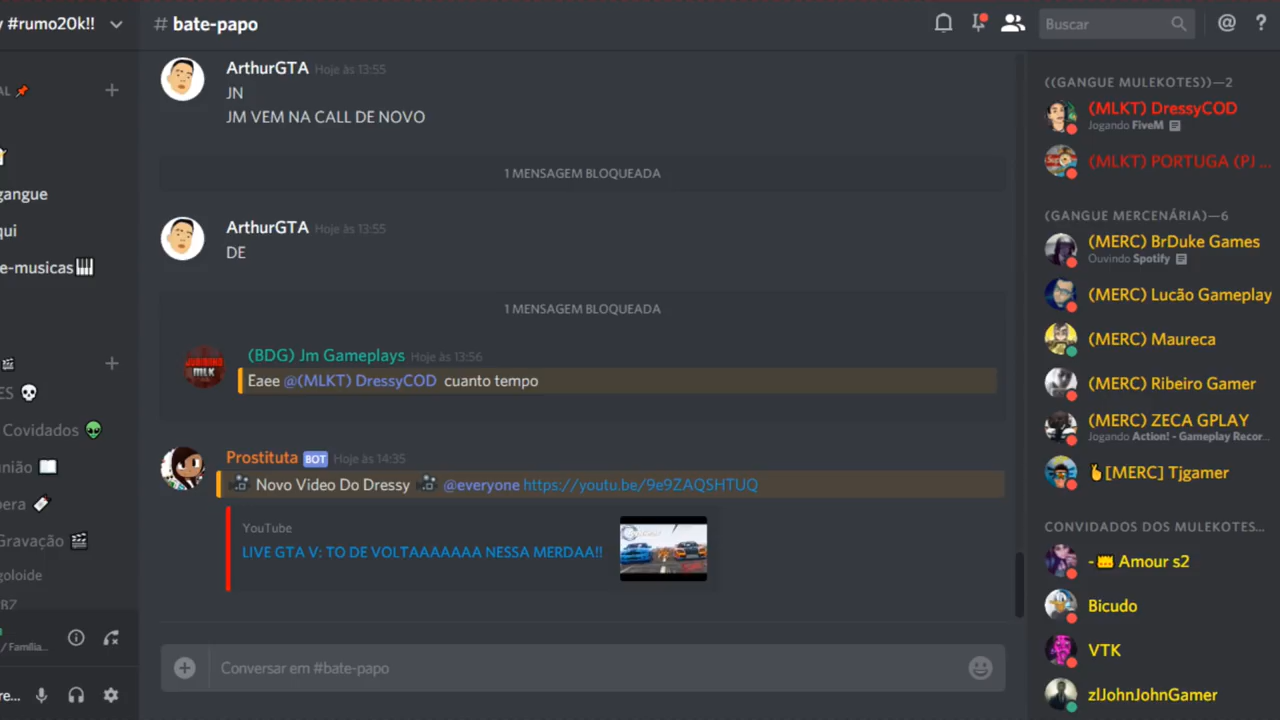 y #rumo20k!!
# bate-papo
Buscar
@
?
AL
gangue
qui
e-musicas
ES
Covidados
união
pera
Gravação
goloide
BZ
/ Família...
re...
ArthurGTA Hoje às 13:55
JN
JM VEM NA CALL DE NOVO
1 MENSAGEM BLOQUEADA
ArthurGTA Hoje às 13:55
DE
1 MENSAGEM BLOQUEADA
(BDG) Jm Gameplays Hoje às 13:56
Eaee @(MLKT) DressyCOD cuanto tempo
Prostituta BOT Hoje às 14:35
Novo Video Do Dressy @everyone https://youtu.be/9e9ZAQSHTUQ
YouTube
LIVE GTA V: TO DE VOLTAAAAAAA NESSA MERDAA!!
Conversar em #bate-papo
((GANGUE MULEKOTES))—2
(MLKT) DressyCOD
Jogando FiveM
(MLKT) PORTUGA (PJ ...
(GANGUE MERCENÁRIA)—6
(MERC) BrDuke Games
Ouvindo Spotify
(MERC) Lucão Gameplay
(MERC) Maureca
(MERC) Ribeiro Gamer
(MERC) ZECA GPLAY
Jogando Action! - Gameplay Recor...
[MERC] Tjgamer
CONVIDADOS DOS MULEKOTES...
- Amour s2
Bicudo
VTK
zlJohnJohnGamer